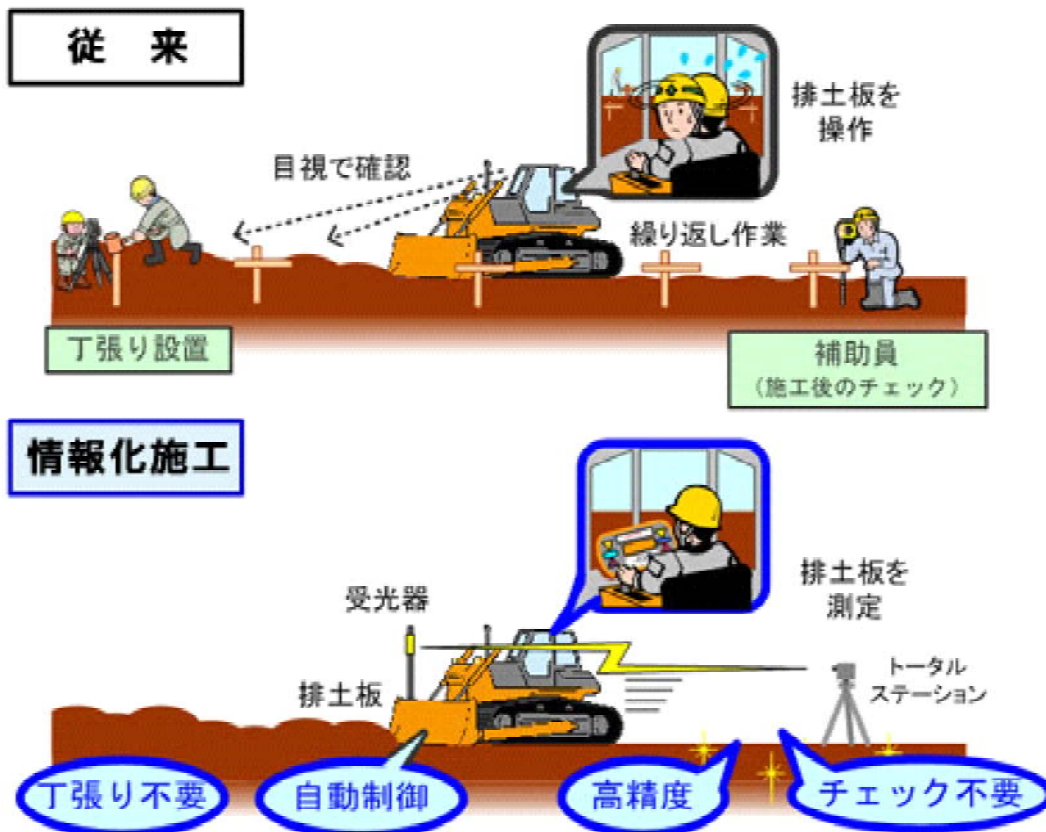 従 来
排土板を
操作
目視で確認
繰り返し作業
丁張り設置
補助員
(施工後のチェック)
情報化施工
排土板を
測定
受光器
トータル
ステーション
排土板
丁張り不要
自動制御
高精度
チェック不要